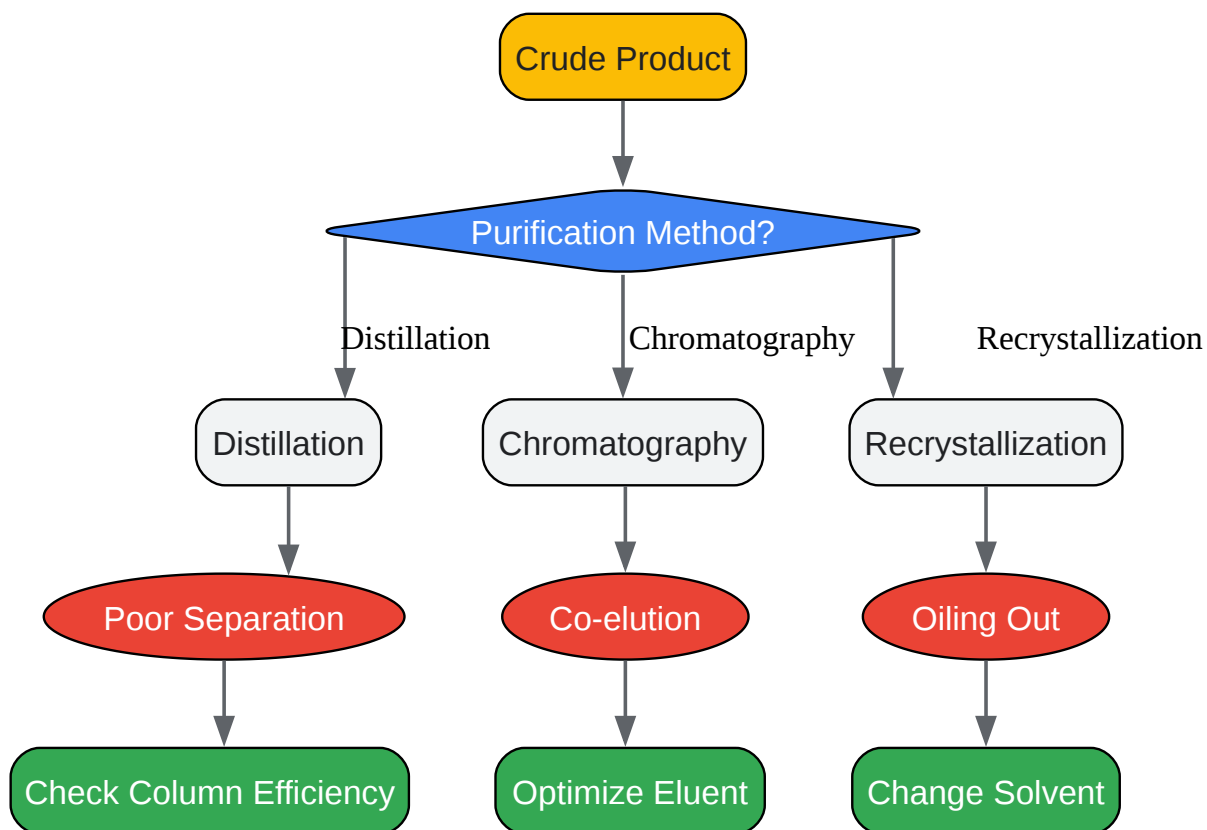 Crude Product
Purification Method?
Distillation
Chromatography
Recrystallization
Distillation
Chromatography
Recrystallization
Poor Separation
Co-elution
Oiling Out
Check Column Efficiency
Optimize Eluent
Change Solvent